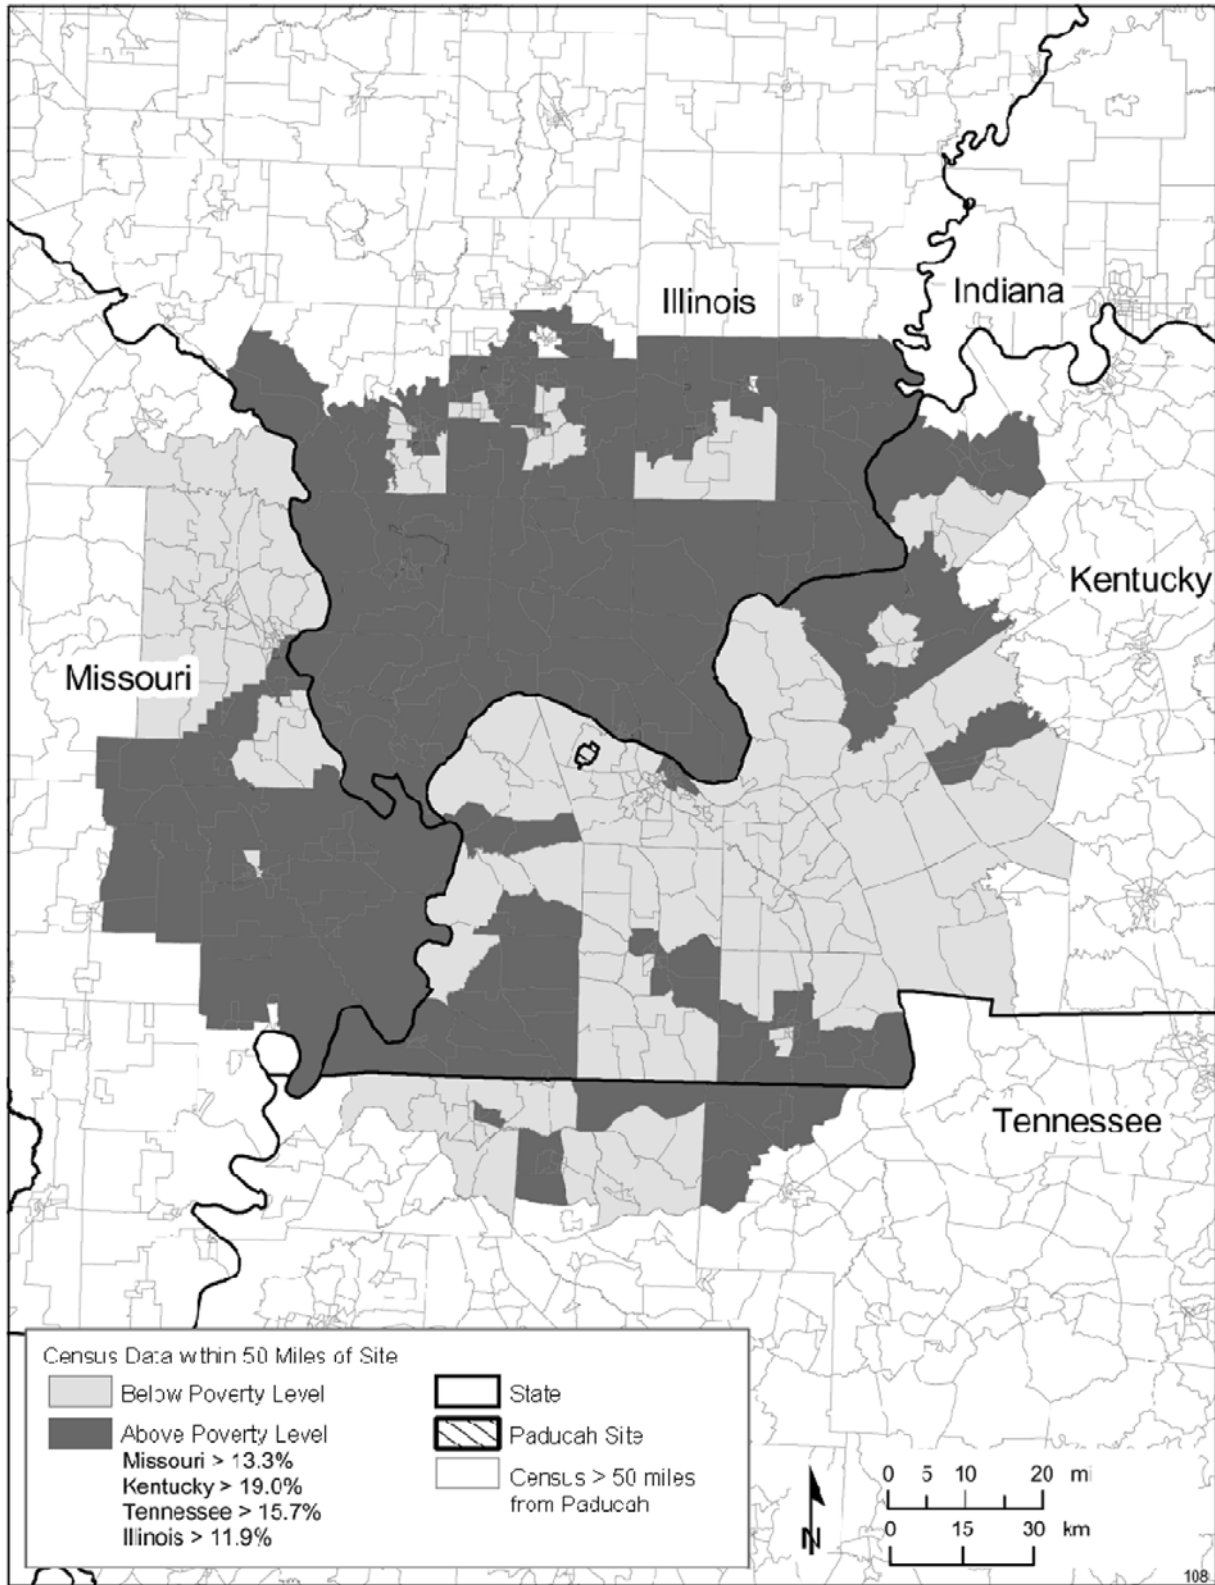 Illinois
Indiana
Kentucky
Missouri
Tennessee
Census Data within 50 Miles of Site
Below Poverty Level
Above Poverty Level
Missouri > 13.3%
Kentucky > 19.0%
Tennessee > 15.7%
Illinois > 11.9%
State
Paducah Site
Census > 50 miles
from Paducah
N
0 5 10 20 mi
0 15 30 km
108